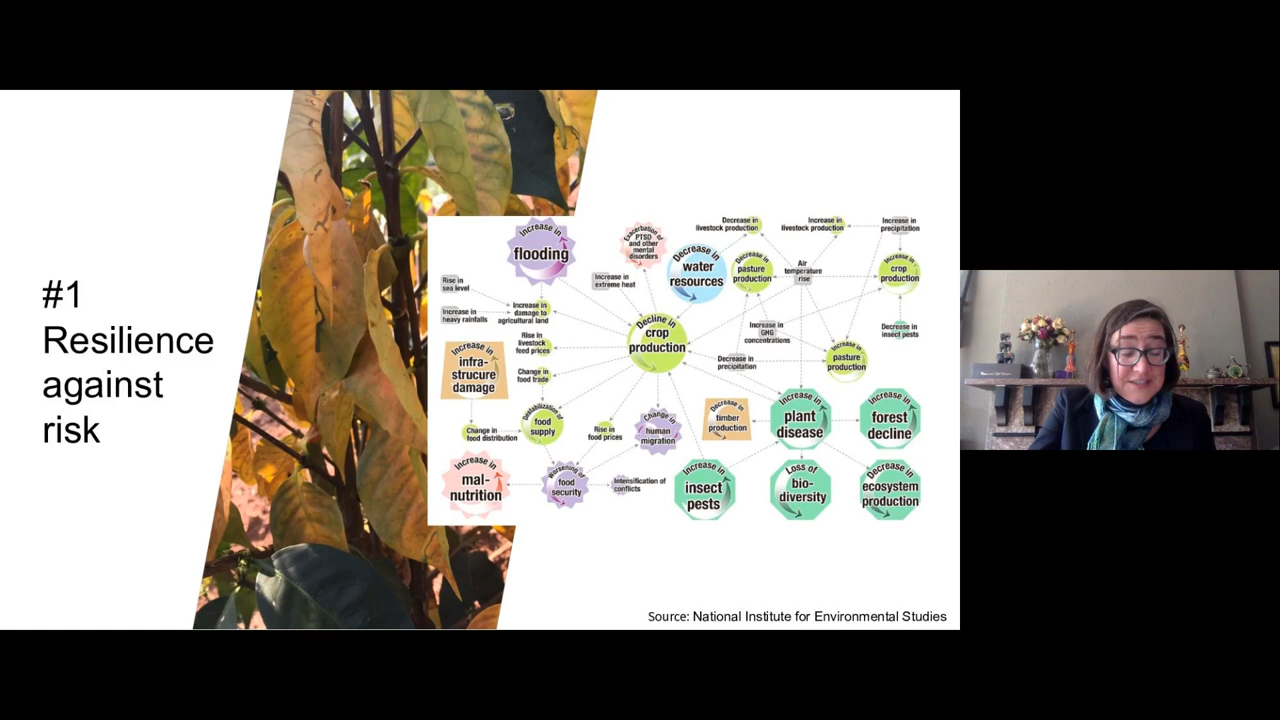 #1
Resilience
against
risk
Increase in
flooding
Exacerbation of
PTSD
and other
mental
disorders
Decrease in
water
resources
Decrease in
livestock production
Increase in
livestock production
Increase in
precipitation
Decrease in
pasture
production
Air
temperature
rise
Increase in
crop
production
Rise in
sea level
Increase in
extreme heat
Increase in
heavy rainfalls
Increase in
damage to
agricultural land
Decline in
crop
production
Increase in
GHG
concentrations
Decrease in
insect pests
Rise in
livestock
feed prices
Increase in
infra-
strucure
damage
Change in
food trade
Decrease in
precipitation
Increase in
pasture
production
Destabilization of
food
supply
Change in
food distribution
Rise in
food prices
Change in
human
migration
Decrease in
timber
production
Increase in
plant
disease
Increase in
forest
decline
Increase in
mal-
nutrition
Worsening of
food
security
Intensification of
conflicts
Increase in
insect
pests
Loss of
bio-
diversity
Decrease in
ecosystem
production
Source: National Institute for Environmental Studies